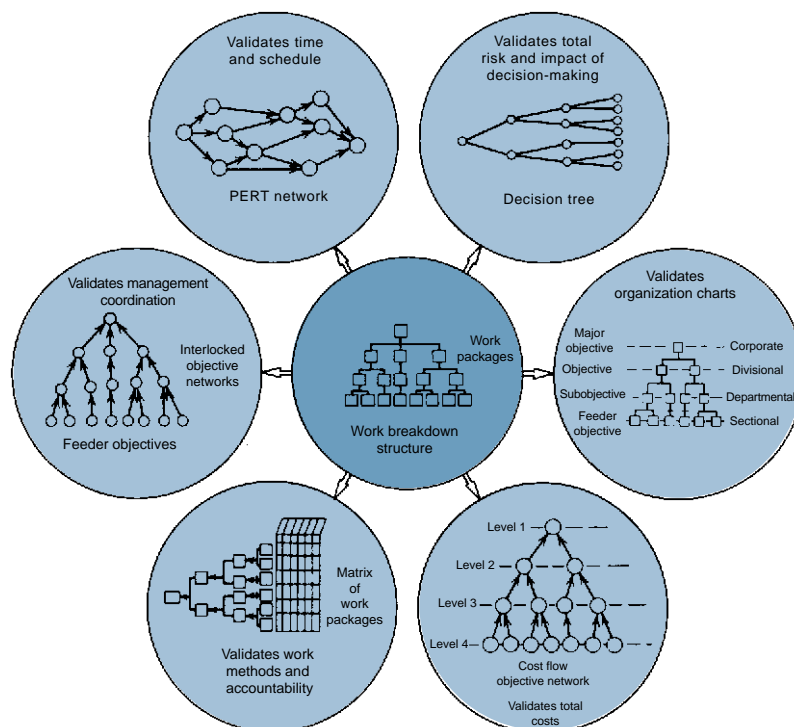 Validates time
and schedule
PERT network
Validates total
risk and impact of
decision-making
Decision tree
Validates management
coordination
Interlocked
objective
networks
Feeder objectives
Work
packages
Work breakdown
structure
Validates
organization charts
Major
objective
Corporate
Objective
Divisional
Subobjective
Departmental
Feeder
objective
Sectional
Matrix
of
work
packages
Validates work
methods and
accountability
Level 1
Level 2
Level 3
Level 4
Cost flow
objective network
Validates total
costs